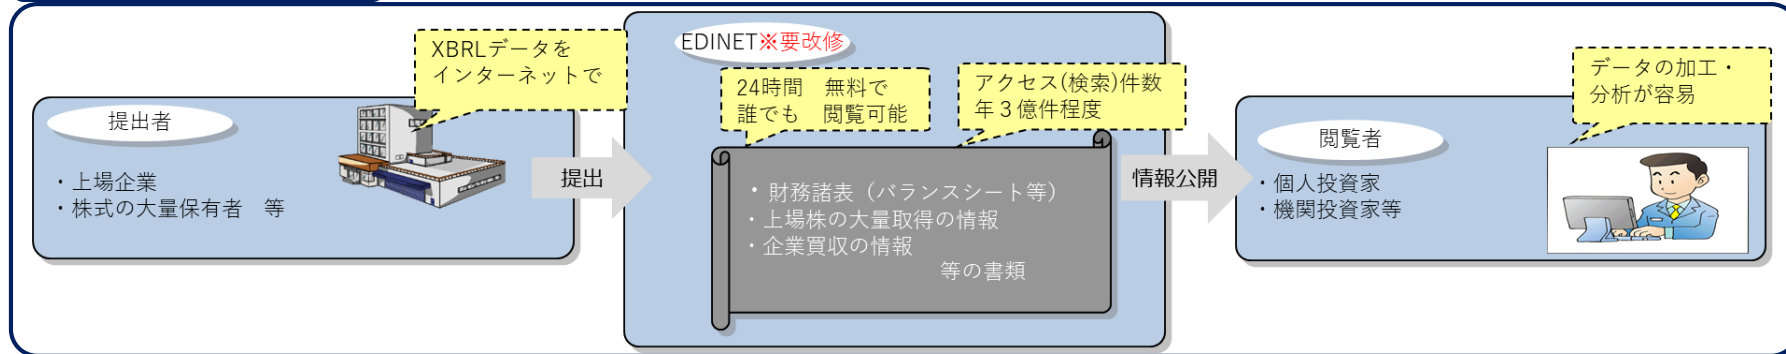 提出者
・上場企業
・株式の大量保有者　等
XBRLデータを
インターネットで
提出
EDINET※要改修
24時間　無料で
誰でも　閲覧可能
アクセス(検索)件数
年３億件程度
・財務諸表（バランスシート等）
・上場株の大量取得の情報
・企業買収の情報
等の書類
情報公開
閲覧者
・個人投資家
・機関投資家等
データの加工・
分析が容易